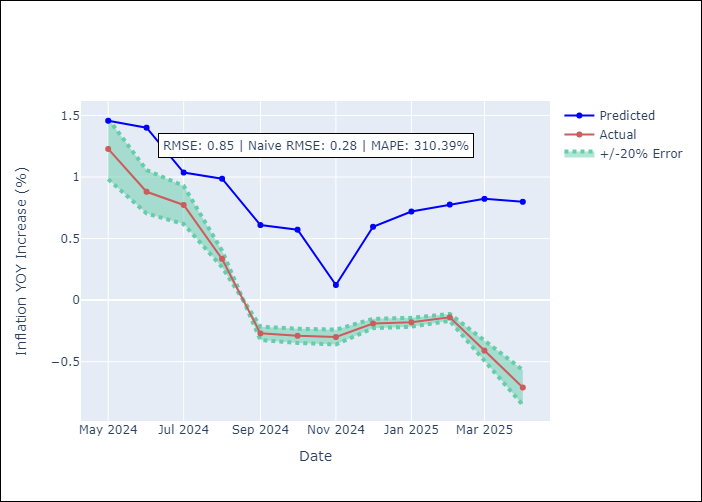 RMSE: 0.85 | Naive RMSE: 0.28 | MAPE: 310.39%
Predicted
Actual
+/-20% Error
Inflation YOY Increase (%)
1.5
1
0.5
0
−0.5
May 2024
Jul 2024
Sep 2024
Nov 2024
Jan 2025
Mar 2025
Date